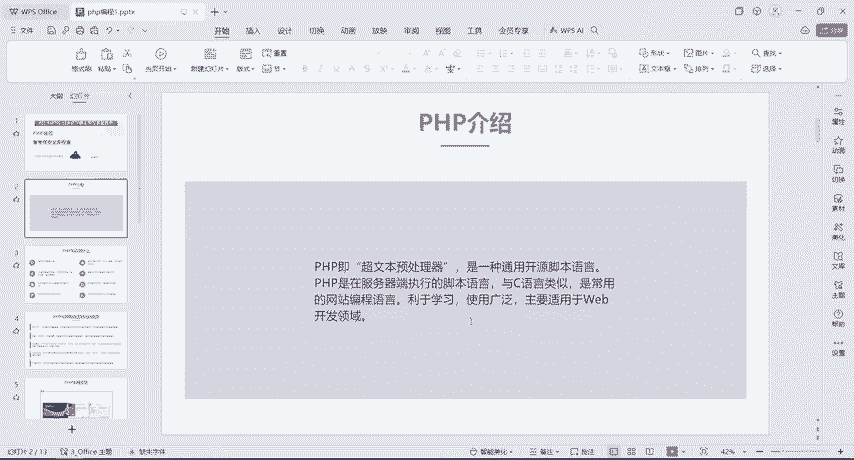 WPS Office
php编程1.pptx
文件
开始
插入
设计
切换
动画
放映
审阅
视图
工具
会员专享
WPS AI
格式刷
粘贴
当页开始
新建幻灯片
版式
重置
节
形状
图片
文本框
排列
查找
选择
大纲
幻灯片
1
2
3
4
5
PHP介绍
PHP即“超文本预处理器”，是一种通用开源脚本语言。
PHP是在服务器端执行的脚本语言，与C语言类似，是常用
的网站编程语言。利于学习，使用广泛，主要适用于Web
开发领域。
属性
动画
切换
素材
美化
文库
主题
帮助
设置
幻灯片 2 / 13
3_Office 主题
缺失字体
智能美化
备注
批注
42%